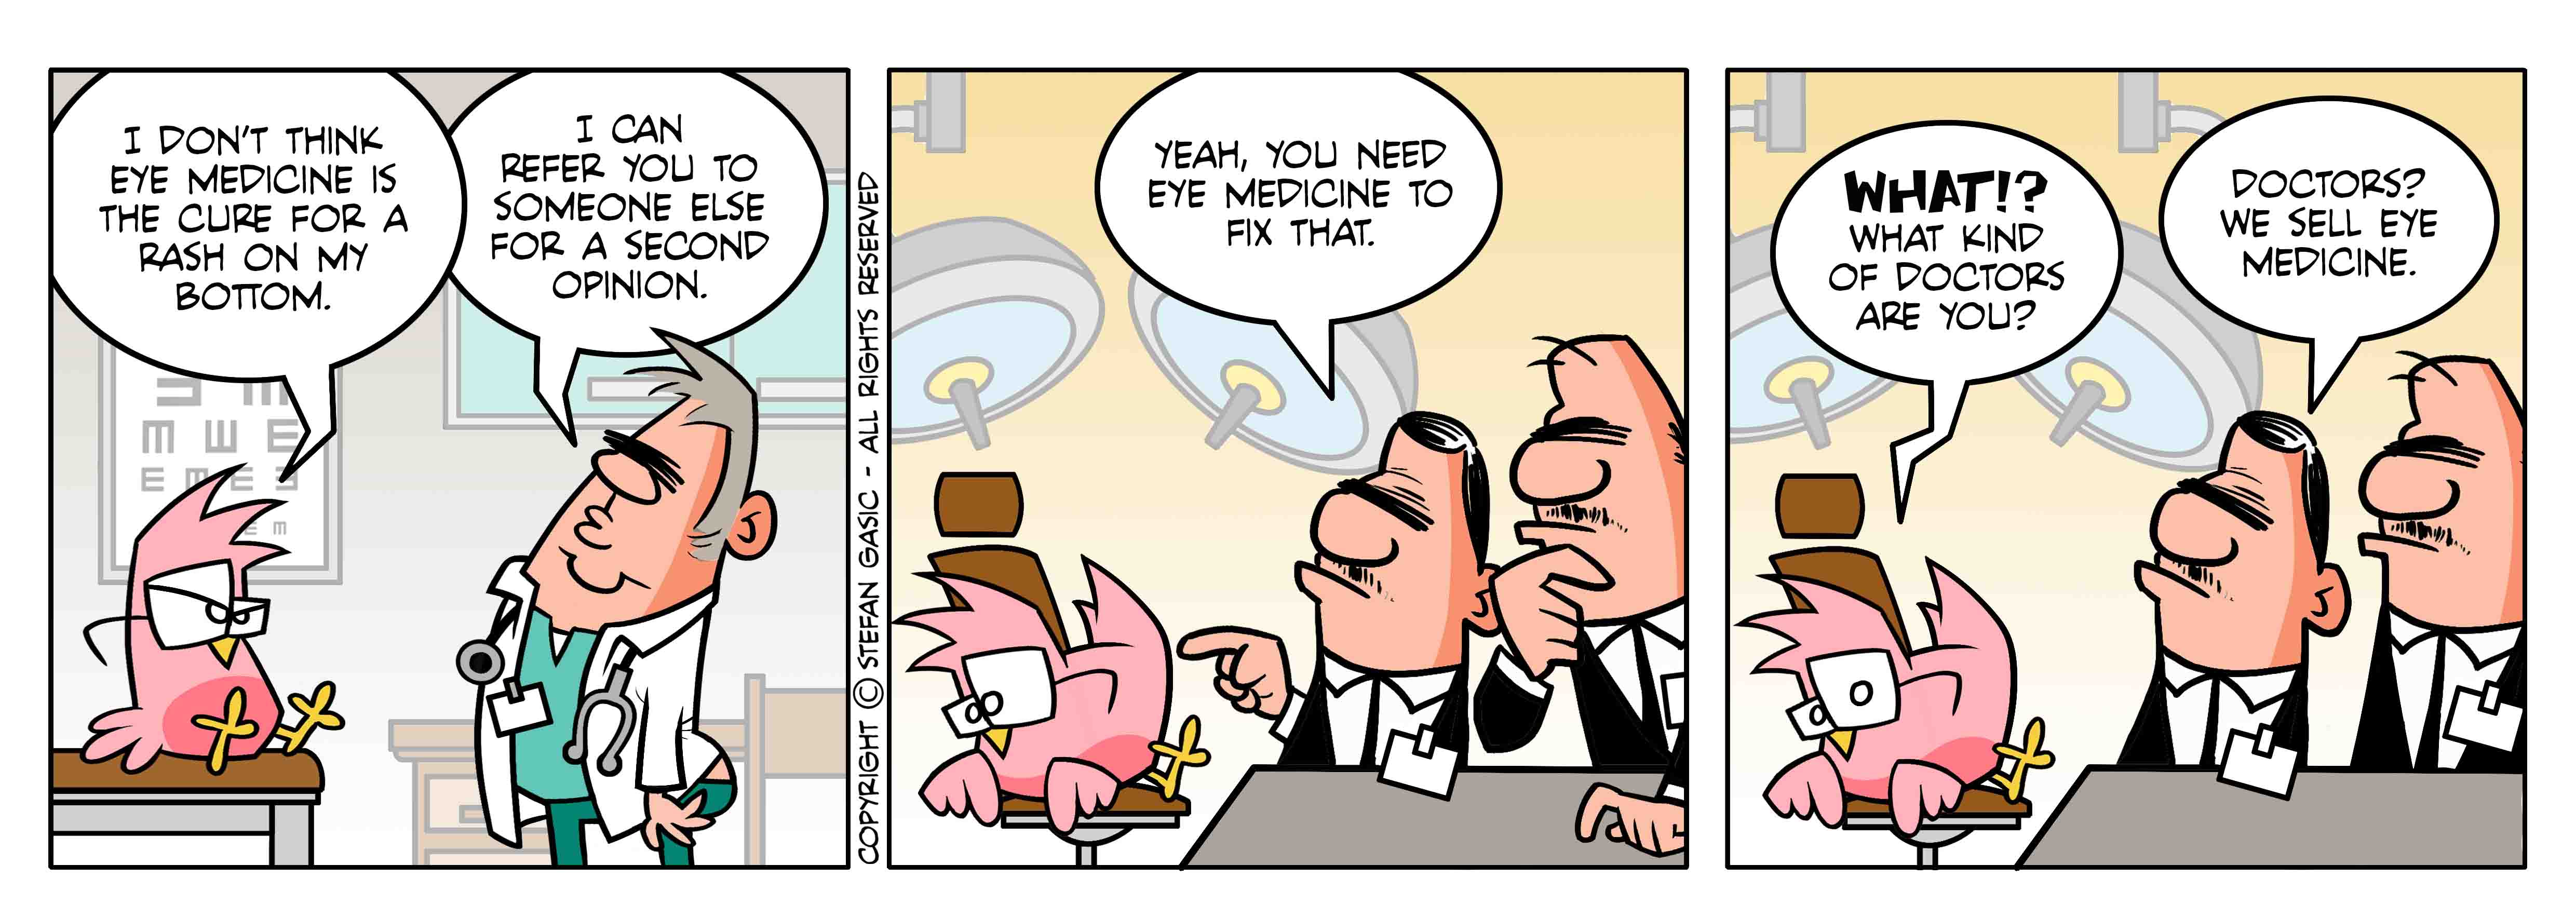 I DON'T THINK
EYE MEDICINE IS
THE CURE FOR A
RASH ON MY
BOTTOM.
I CAN
REFER YOU TO
SOMEONE ELSE
FOR A SECOND
OPINION.
E M
M W E
E M E E
E M
COPYRIGHT © STEFAN GASIC - ALL RIGHTS RESERVED
YEAH, YOU NEED
EYE MEDICINE TO
FIX THAT.
WHAT!?
WHAT KIND
OF DOCTORS
ARE YOU?
DOCTORS?
WE SELL EYE
MEDICINE.